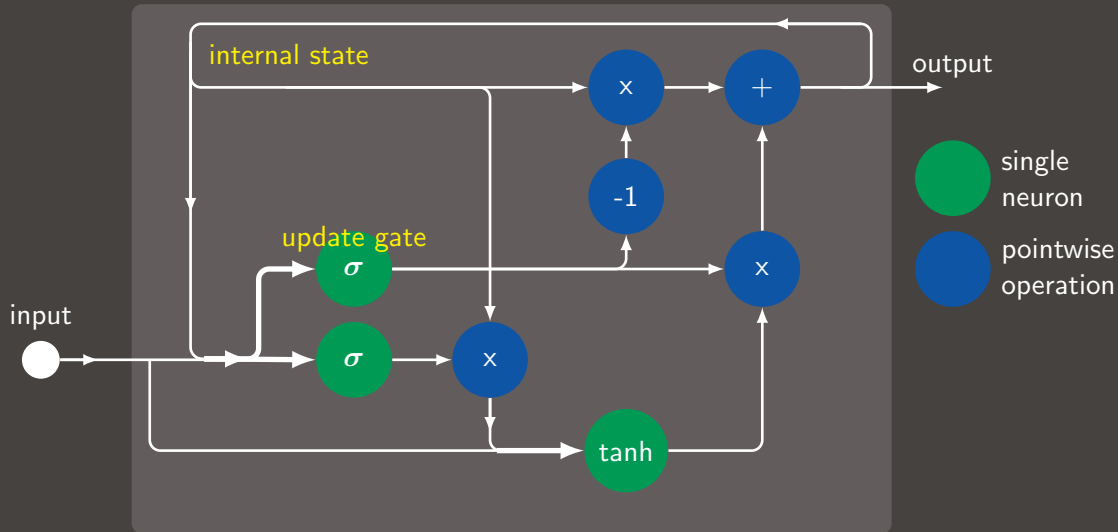 internal state
x
+
output
single
neuron
-1
update gate
σ
x
pointwise
operation
input
σ
x
tanh